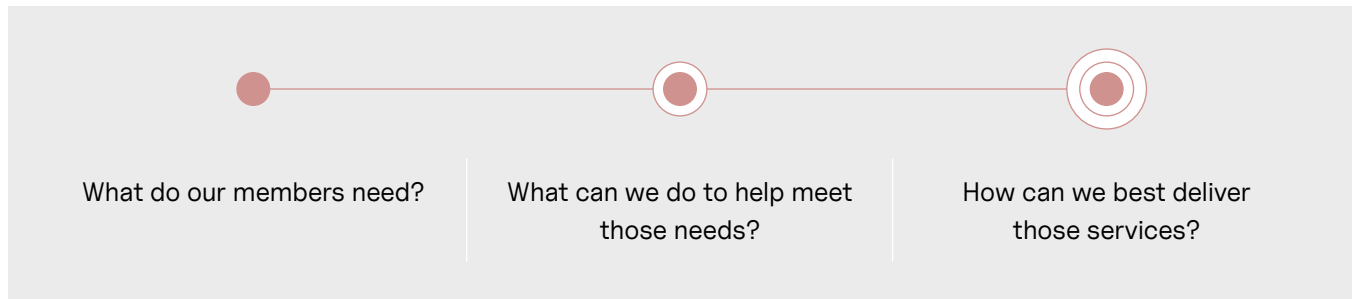 What do our members need?
What can we do to help meet
those needs?
How can we best deliver
those services?